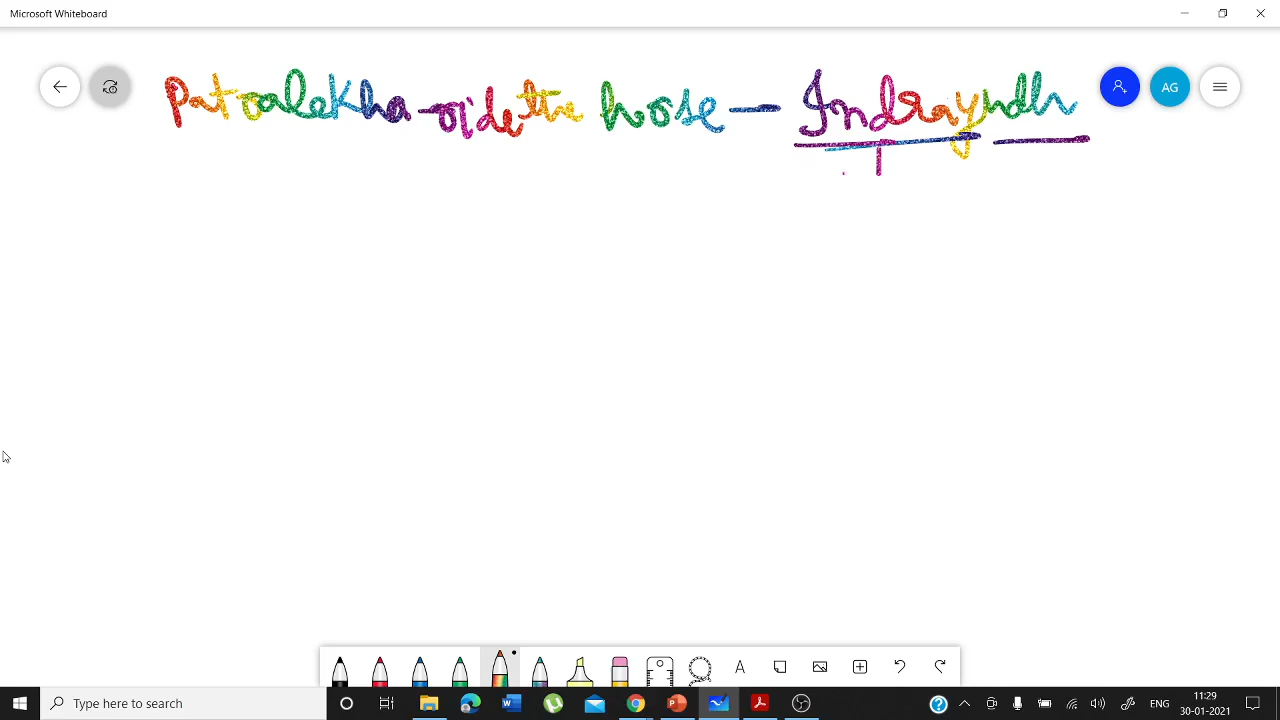 Microsoft Whiteboard
Patralekha - ride the horse - Indrayudh
AG
A
Type here to search
ENG
11:29
30-01-2021